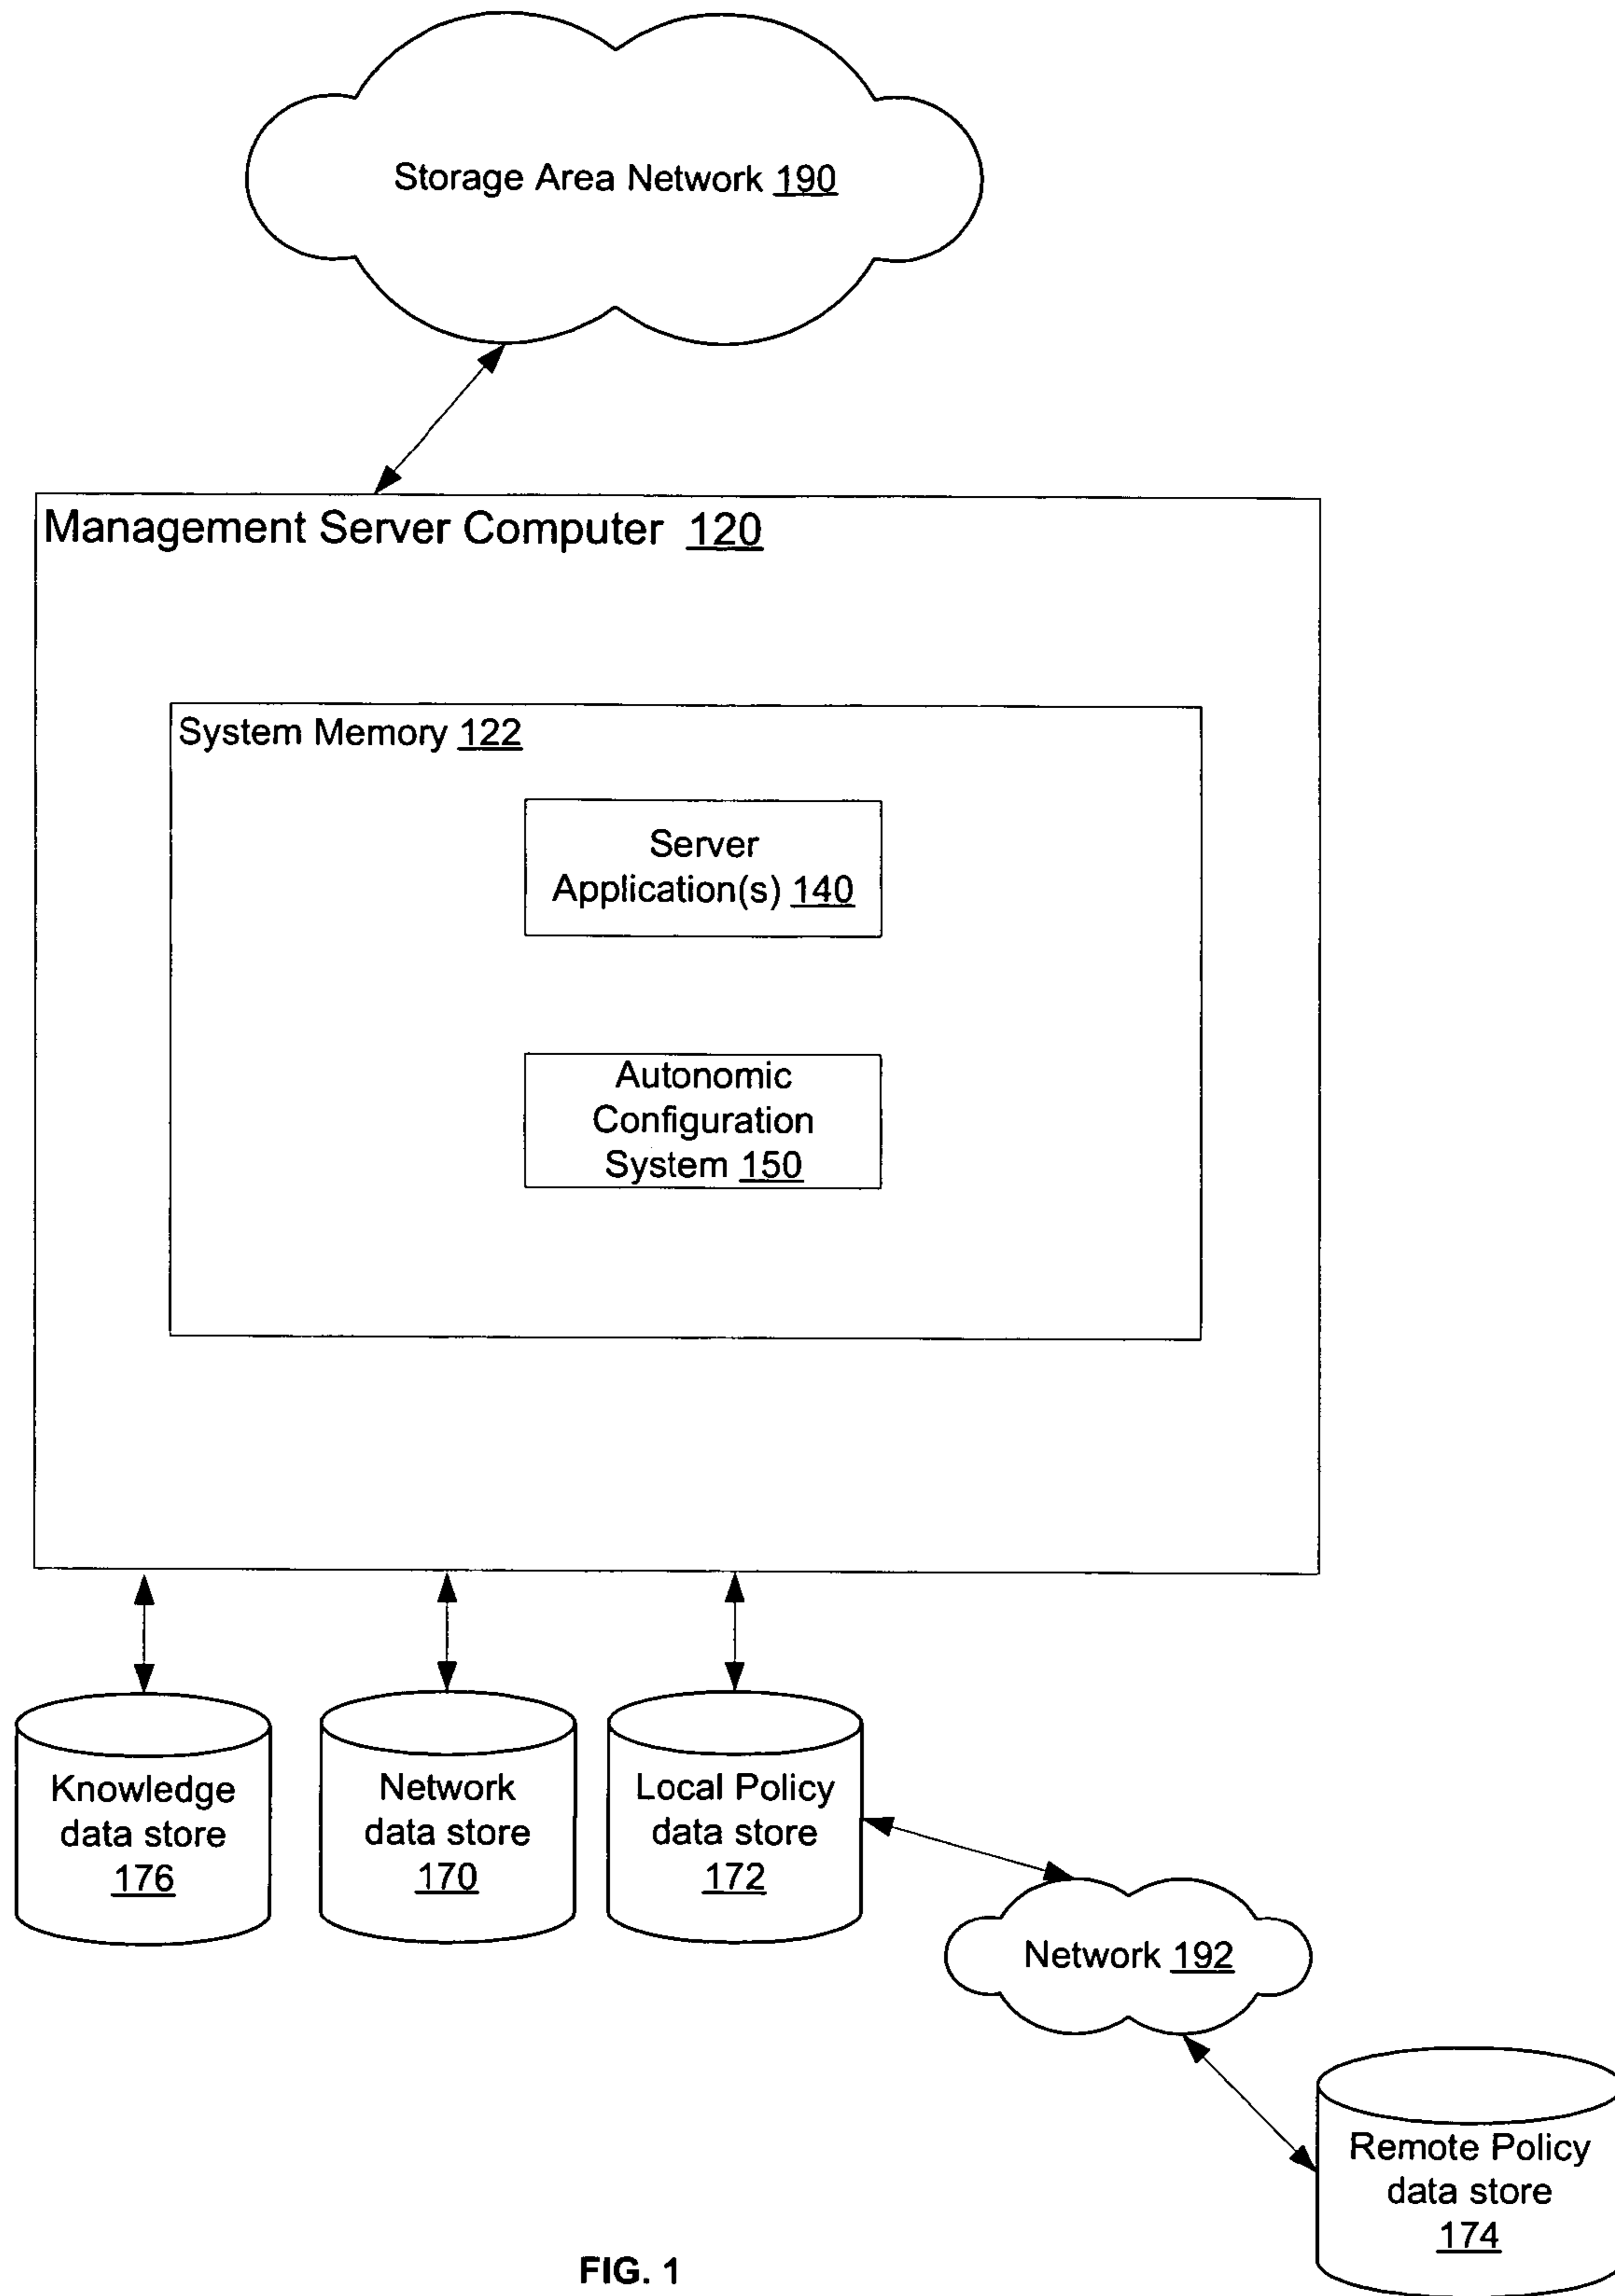 Storage Area Network 190
Management Server Computer 120
System Memory 122
Server
Application(s) 140
Autonomic
Configuration
System 150
Knowledge
data store
176
Network
data store
170
Local Policy
data store
172
Network 192
Remote Policy
data store
174
FIG. 1